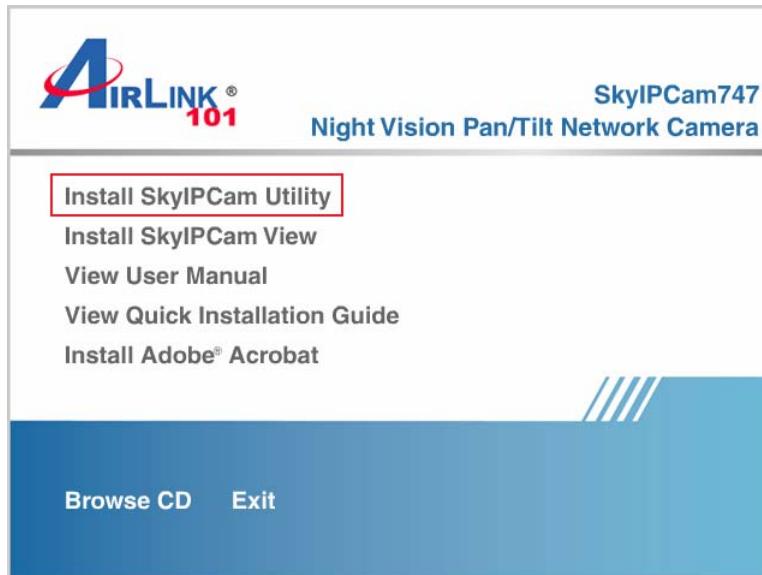 AIRLINK®
101
SkyIPCam747
Night Vision Pan/Tilt Network Camera
Install SkyIPCam Utility
Install SkyIPCam View
View User Manual
View Quick Installation Guide
Install Adobe® Acrobat
Browse CD Exit